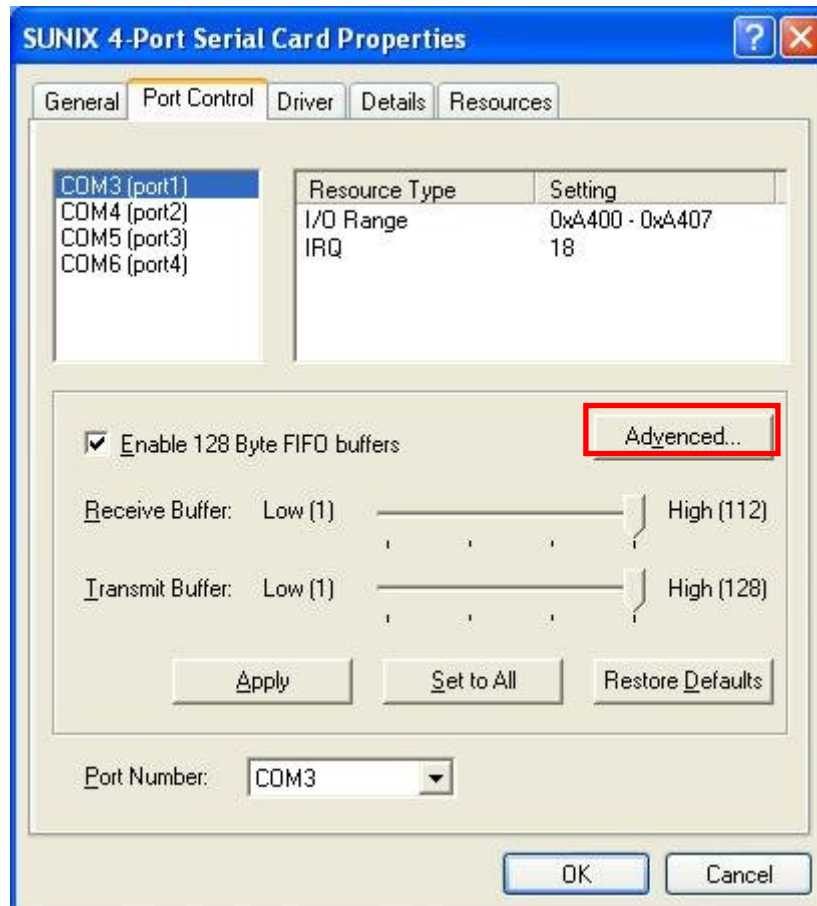 SUNIX 4-Port Serial Card Properties
General Port Control Driver Details Resources
COM3 (port1)
COM4 (port2)
COM5 (port3)
COM6 (port4)
Resource Type Setting
I/O Range 0xA400 - 0xA407
IRQ 18
Enable 128 Byte FIFO buffers
Advenced...
Receive Buffer: Low (1) High (112)
Transmit Buffer: Low (1) High (128)
Apply Set to All Restore Defaults
Port Number: COM3
OK Cancel